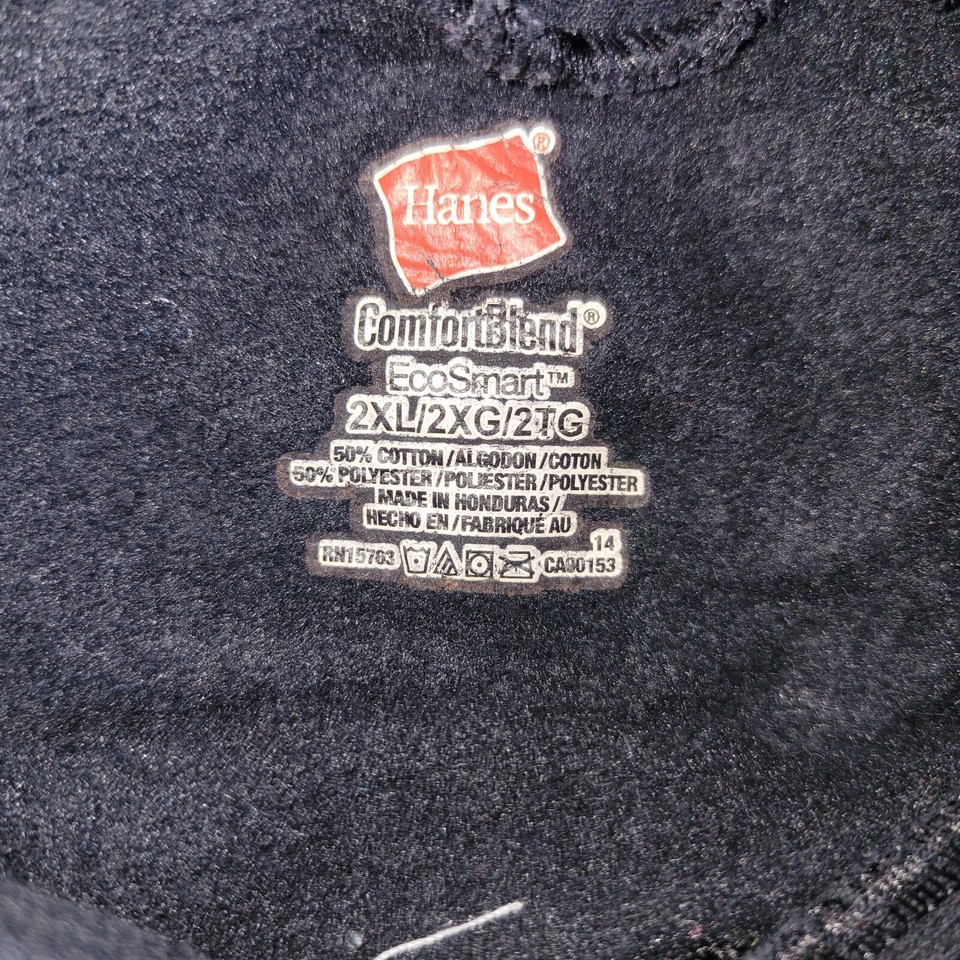 Hanes®
ComfortBlend®
EcoSmart™
2XL/2XG/2TG
50% COTTON/ALGODON/COTON
50% POLYESTER/POLIESTER/POLYESTER
MADE IN HONDURAS/
HECHO EN/FABRIQUÉ AU
14
RN15763 CA00153